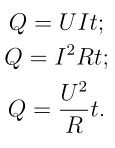 Q = UIt;
Q = I²Rt;
Q = U²/R t.